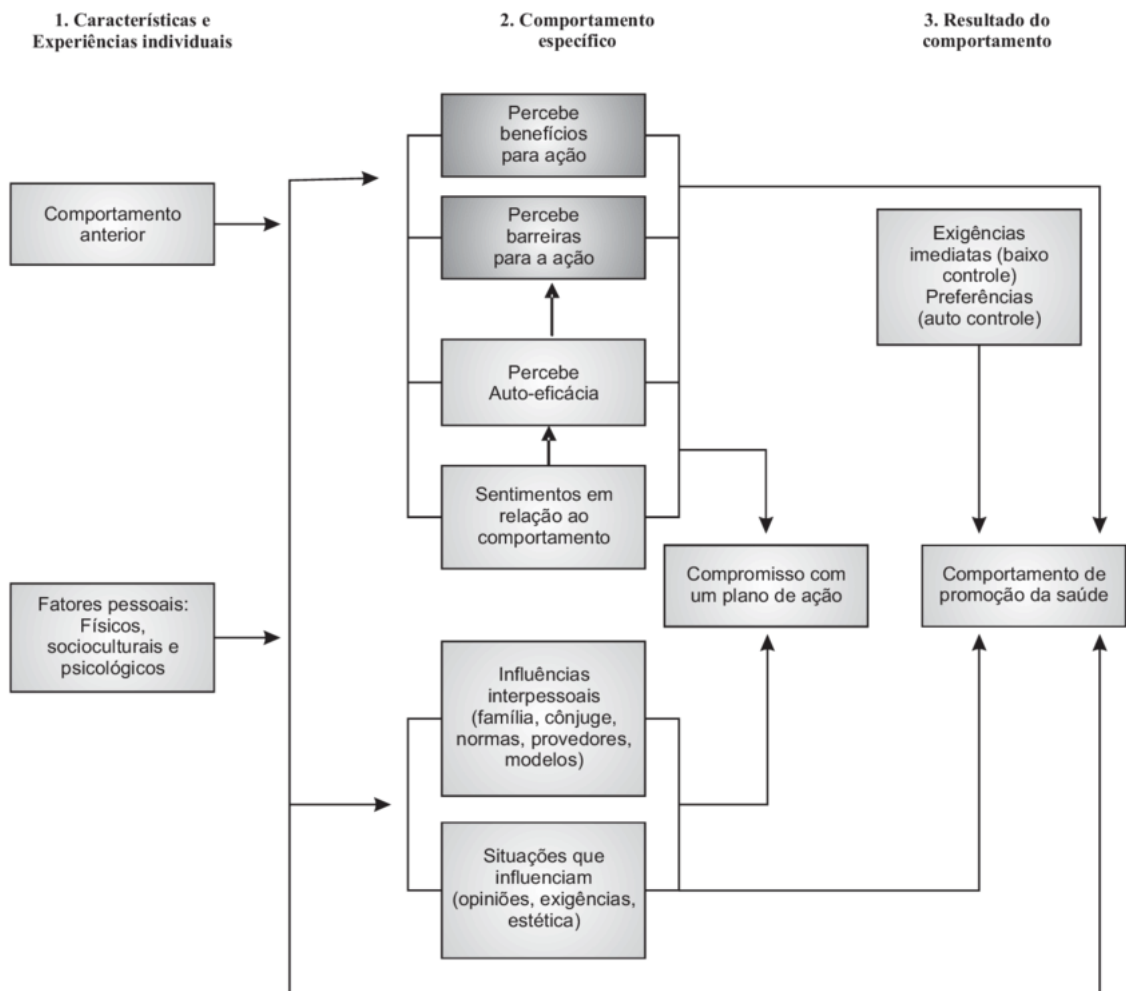 1. Características e
Experiências individuais
2. Comportamento
específico
3. Resultado do
comportamento
Comportamento
anterior
Fatores pessoais:
Físicos,
socioculturais e
psicológicos
Percebe
benefícios
para ação
Percebe
barreiras
para a ação
Percebe
Auto-eficácia
Sentimentos em
relação ao
comportamento
Influências
interpessoais
(família, cônjuge,
normas, provedores,
modelos)
Situações que
influenciam
(opiniões, exigências,
estética)
Compromisso com
um plano de ação
Exigências
imediatas (baixo
controle)
Preferências
(auto controle)
Comportamento de
promoção da saúde